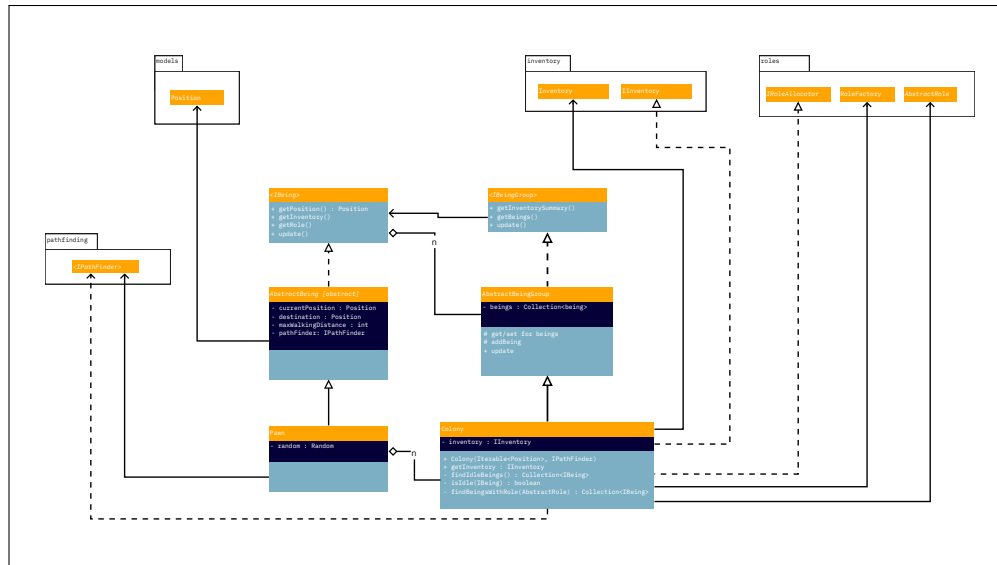 models
Position
inventory
Inventory
IInventory
roles
IRoleAllocator
RoleFactory
AbstractRole
pathfinding
<IPathFinder>
<IBeing>
+ getPosition() : Position
+ getInventory()
+ getRole()
+ update()
<IBeingGroup>
+ getInventorySummary()
+ getBeings()
+ update()
n
AbstractBeing [abstract]
- currentPosition : Position
- destination : Position
- maxWalkingDistance : int
- pathFinder: IPathFinder
AbstractBeingGroup
- beings : Collection<being>
# get/set for beings
# addBeing
+ update
Pawn
- random : Random
n
Colony
- inventory : IInventory
+ Colony(Iterable<Position>, IPathFinder)
+ getInventory : IInventory
- findIdleBeings() : Collection<IBeing>
- isIdle(IBeing) : boolean
- findBeingsWithRole(AbstractRole) : Collection<IBeing>